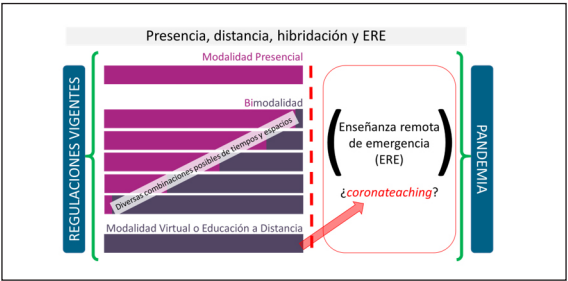 Presencia, distancia, hibridación y ERE
REGULACIONES VIGENTES
Modalidad Presencial
Bimodalidad
Diversas combinaciones posibles de tiempos y espacios
Modalidad Virtual o Educación a Distancia
Enseñanza remota
de emergencia
(ERE)
¿coronateaching?
PANDEMIA